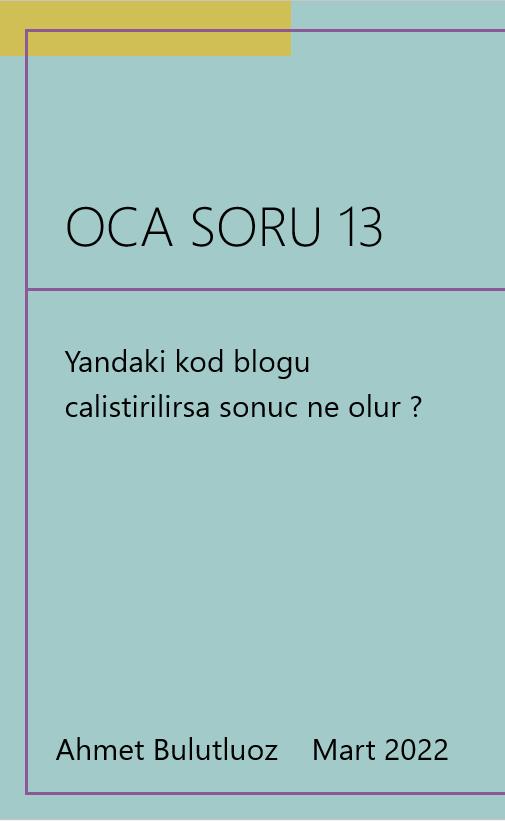 OCA SORU 13
Yandaki kod blogu
calistirilirsa sonuc ne olur ?
Ahmet Bulutluoz Mart 2022